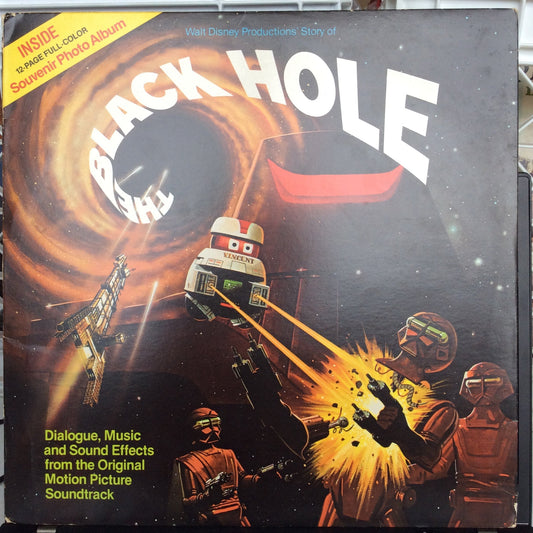 INSIDE
12-PAGE FULL-COLOR
Souvenir Photo Album
Walt Disney Productions' Story of
THE BLACK HOLE
V.I.N.CENT
Dialogue, Music
and Sound Effects
from the Original
Motion Picture
Soundtrack